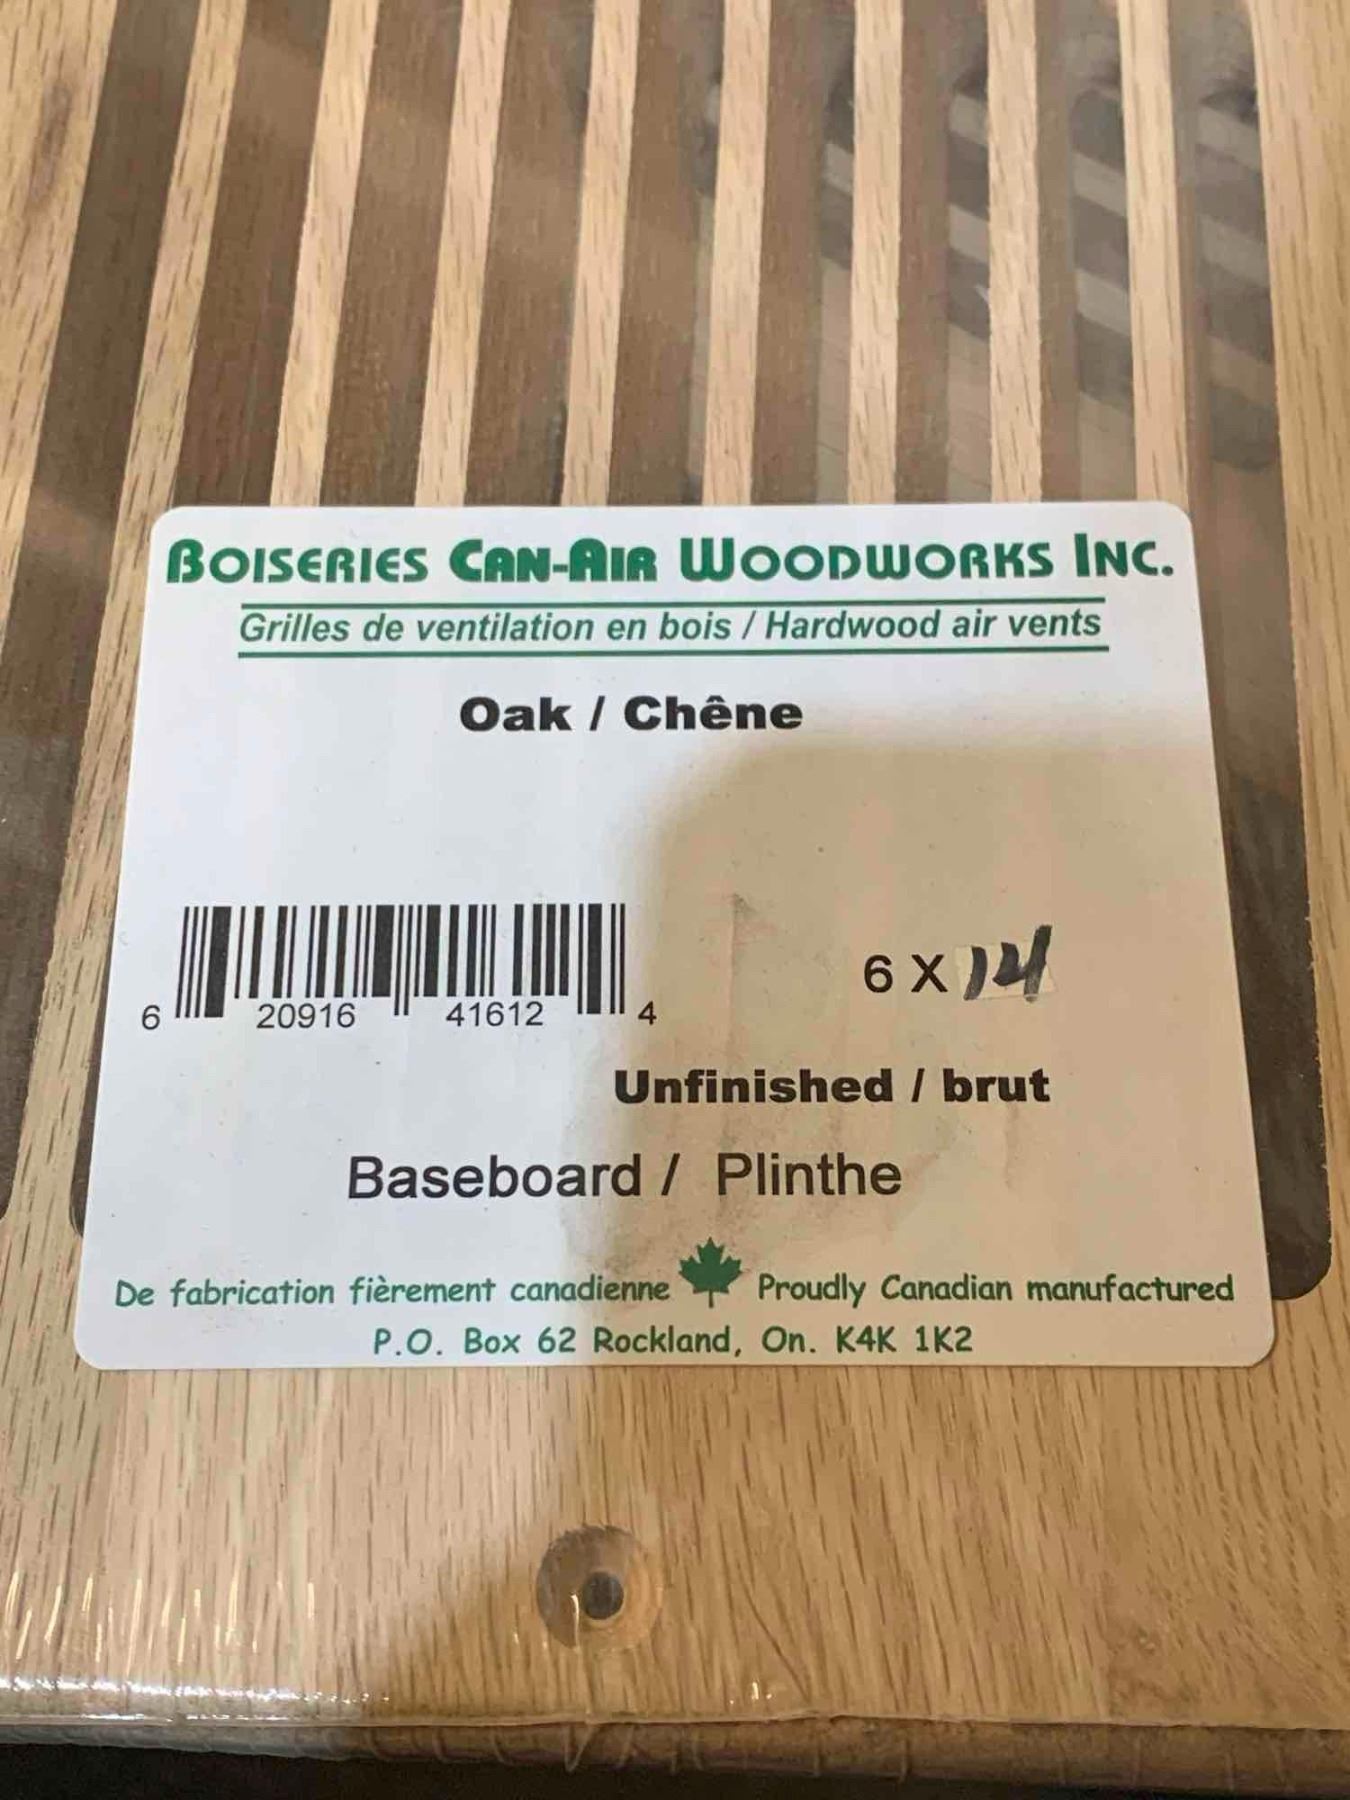 BOISERIES CAN-AIR WOODWORKS INC.
Grilles de ventilation en bois / Hardwood air vents
Oak / Chêne
6 X 14
6 20916 41612 4
Unfinished / brut
Baseboard / Plinthe
De fabrication fièrement canadienne Proudly Canadian manufactured
P.O. Box 62 Rockland, On. K4K 1K2